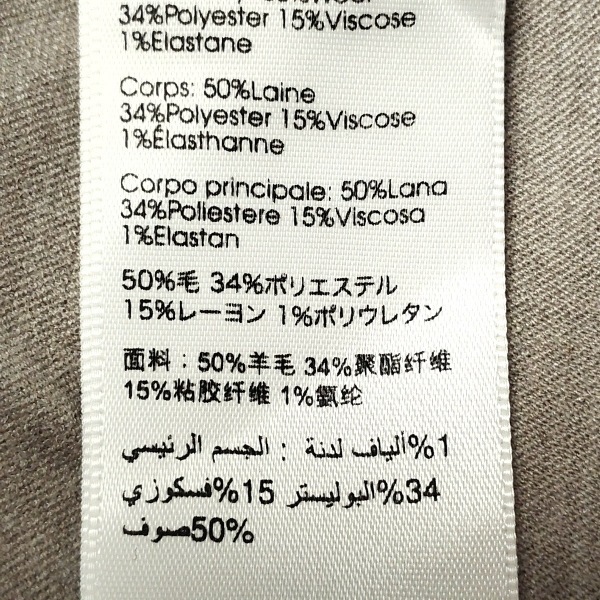 34%Polyester 15%Viscose
1%Elastane
Corps: 50%Laine
34%Polyester 15%Viscose
1%Élasthanne
Corpo principale: 50%Lana
34%Poliestere 15%Viscosa
1%Elastan
50%毛 34%ポリエステル
15%レーヨン 1%ポリウレタン
面料：50%羊毛 34%聚酯纤维
15%粘胶纤维 1%氨纶
الجسم الرئيسي : ألياف لدنة%1
فسكوزي%15 البوليستر%34
صوف%50